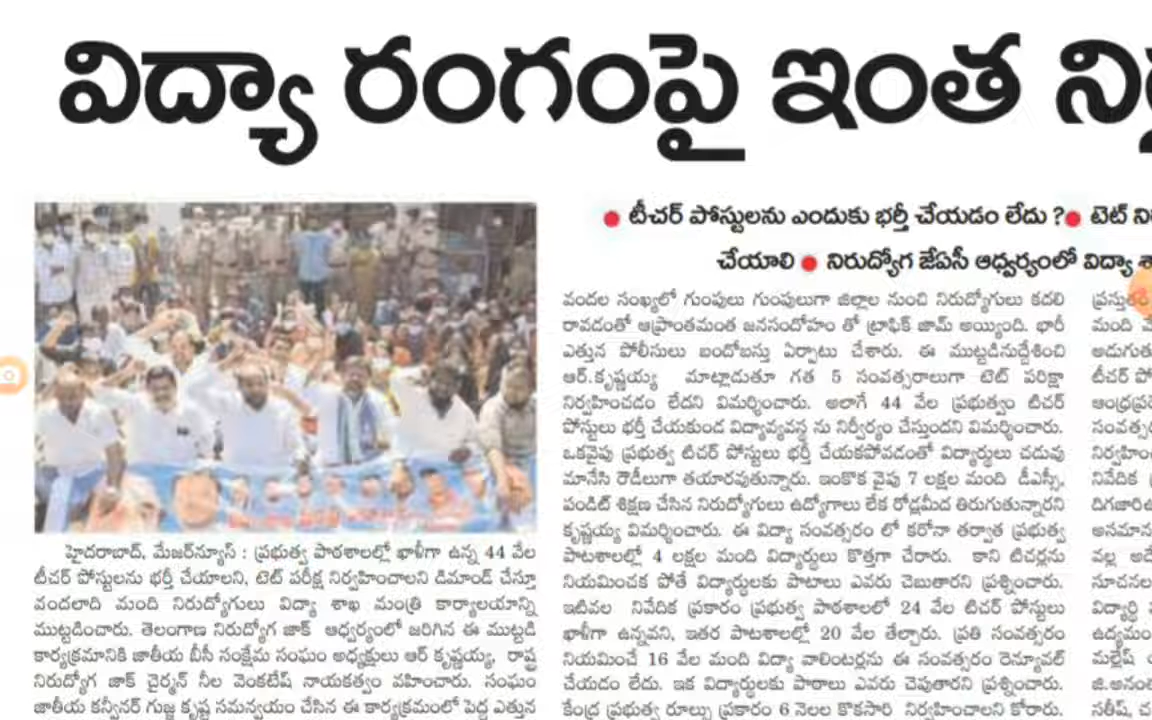 విద్యా రంగంపై ఇంత
● టీచర్ పోస్టులను ఎందుకు భర్తీ చేయడం లేదు ?● టెట్
చేయాలి ● నిరుద్యోగ జేఏసీ ఆధ్వర్యంలో విద్యా
హైదరాబాద్, మేజర్‌న్యూస్ : ప్రభుత్వ పాఠశాలల్లో ఖాళీగా ఉన్న 44 వేల
టీచర్ పోస్టులను భర్తీ చేయాలని, టెట్ పరీక్ష నిర్వహించాలని డిమాండ్ చేస్తూ
వందలాది మంది నిరుద్యోగులు విద్యా శాఖ మంత్రి కార్యాలయాన్ని
ముట్టడించారు. తెలంగాణ నిరుద్యోగ జాక్ ఆధ్వర్యంలో జరిగిన ఈ ముట్టడి
కార్యక్రమానికి జాతీయ బీసీ సంక్షేమ సంఘం అధ్యక్షులు ఆర్ కృష్ణయ్య, రాష్ట్ర
నిరుద్యోగ జాక్ చైర్మన్ నీల వెంకటేష్ నాయకత్వం వహించారు. సంఘం
జాతీయ కన్వీనర్ గుజ్జ కృష్ణ సమన్వయం చేసిన ఈ కార్యక్రమంలో పెద్ద ఎత్తున
వందల సంఖ్యలో గుంపులు గుంపులుగా జిల్లాల నుంచి నిరుద్యోగులు కదలి
రావడంతో ఆప్రాంతమంత జనసందోహం తో ట్రాఫిక్ జామ్ అయ్యింది. భారీ
ఎత్తున పోలీసులు బందోబస్తు ఏర్పాటు చేశారు. ఈ ముట్టడినుద్దేశించి
ఆర్.కృష్ణయ్య మాట్లాడుతూ గత 5 సంవత్సరాలుగా టెట్ పరిక్షా
నిర్వహించడం లేదని విమర్శించారు. అలాగే 44 వేల ప్రభుత్వం టిచర్
పోస్టులు భర్తీ చేయకుండ విద్యావ్యవస్థ ను నిర్వీర్యం చేస్తుందని విమర్శించారు.
ఒకవైపు ప్రభుత్వ టిచర్ పోస్టులు భర్తీ చేయకపోవడంతో విద్యార్థులు చదువు
మానేసి రౌడీలుగా తయారవుతున్నారు. ఇంకొక వైపు 7 లక్షల మంది డీఎస్సీ,
పండిట్ శిక్షణ చేసిన నిరుద్యోగులు ఉద్యోగాలు లేక రోడ్లమీద తిరుగుతున్నారని
కృష్ణయ్య విమర్శించారు. ఈ విద్యా సంవత్సరం లో కరోనా తర్వాత ప్రభుత్వ
పాటశాలల్లో 4 లక్షల మంది విద్యార్థులు కొత్తగా చేరారు. కాని టిచర్లను
నియమించక పోతే విద్యార్థులకు పాటాలు ఎవరు చెబుతారని ప్రశ్నించారు.
ఇటివల నివేదిక ప్రకారం ప్రభుత్వ పాఠశాలలో 24 వేల టిచర్ పోస్టులు
ఖాళీగా ఉన్నవని, ఇతర పాటశాలల్లో 20 వేల తేల్చారు. ప్రతి సంవత్సరం
నియమించే 16 వేల మంది విద్యా వాలింటర్లను ఈ సంవత్సరం రెన్యూవల్
చేయడం లేదు. ఇక విద్యార్థులకు పాఠాలు ఎవరు చెపుతారని ప్రశ్నించారు.
కేంద్ర ప్రభుత్వ రూల్సు ప్రకారం 6 నెలల కొకసారి నిర్వహించాలని కోరారు.